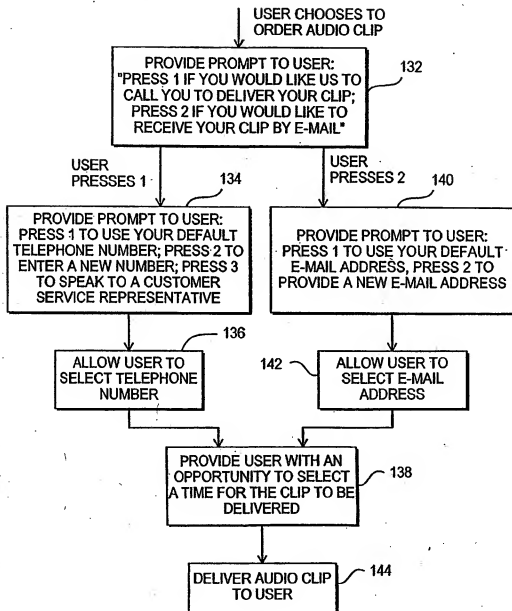 USER CHOOSES TO
ORDER AUDIO CLIP
PROVIDE PROMPT TO USER:
"PRESS 1 IF YOU WOULD LIKE US TO
CALL YOU TO DELIVER YOUR CLIP;
PRESS 2 IF YOU WOULD LIKE TO
RECEIVE YOUR CLIP BY E-MAIL"
132
USER
PRESSES 1
134
USER
PRESSES 2
140
PROVIDE PROMPT TO USER:
PRESS 1 TO USE YOUR DEFAULT
TELEPHONE NUMBER; PRESS 2 TO
ENTER A NEW NUMBER; PRESS 3
TO SPEAK TO A CUSTOMER
SERVICE REPRESENTATIVE
PROVIDE PROMPT TO USER:
PRESS 1 TO USE YOUR DEFAULT
E-MAIL ADDRESS, PRESS 2 TO
PROVIDE A NEW E-MAIL ADDRESS
136
ALLOW USER TO
SELECT TELEPHONE
NUMBER
142
ALLOW USER TO
SELECT E-MAIL
ADDRESS
PROVIDE USER WITH AN
OPPORTUNITY TO SELECT
A TIME FOR THE CLIP TO BE
DELIVERED
138
DELIVER AUDIO CLIP
TO USER
144